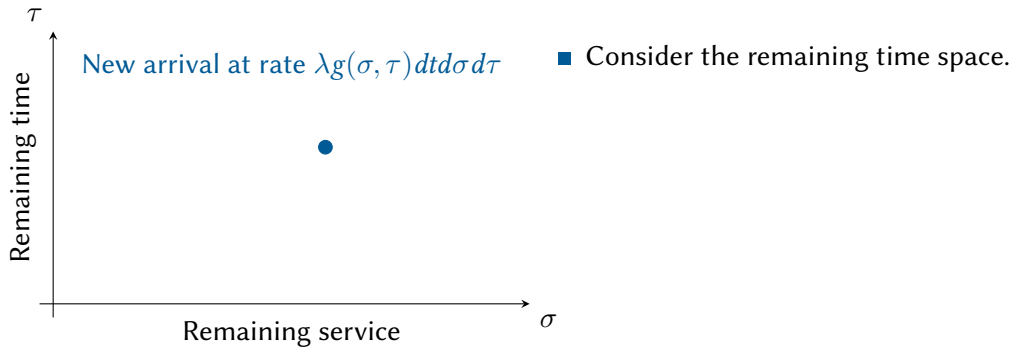 τ
New arrival at rate λg(σ, τ)dtdσdτ
Remaining time
Remaining service
σ
Consider the remaining time space.